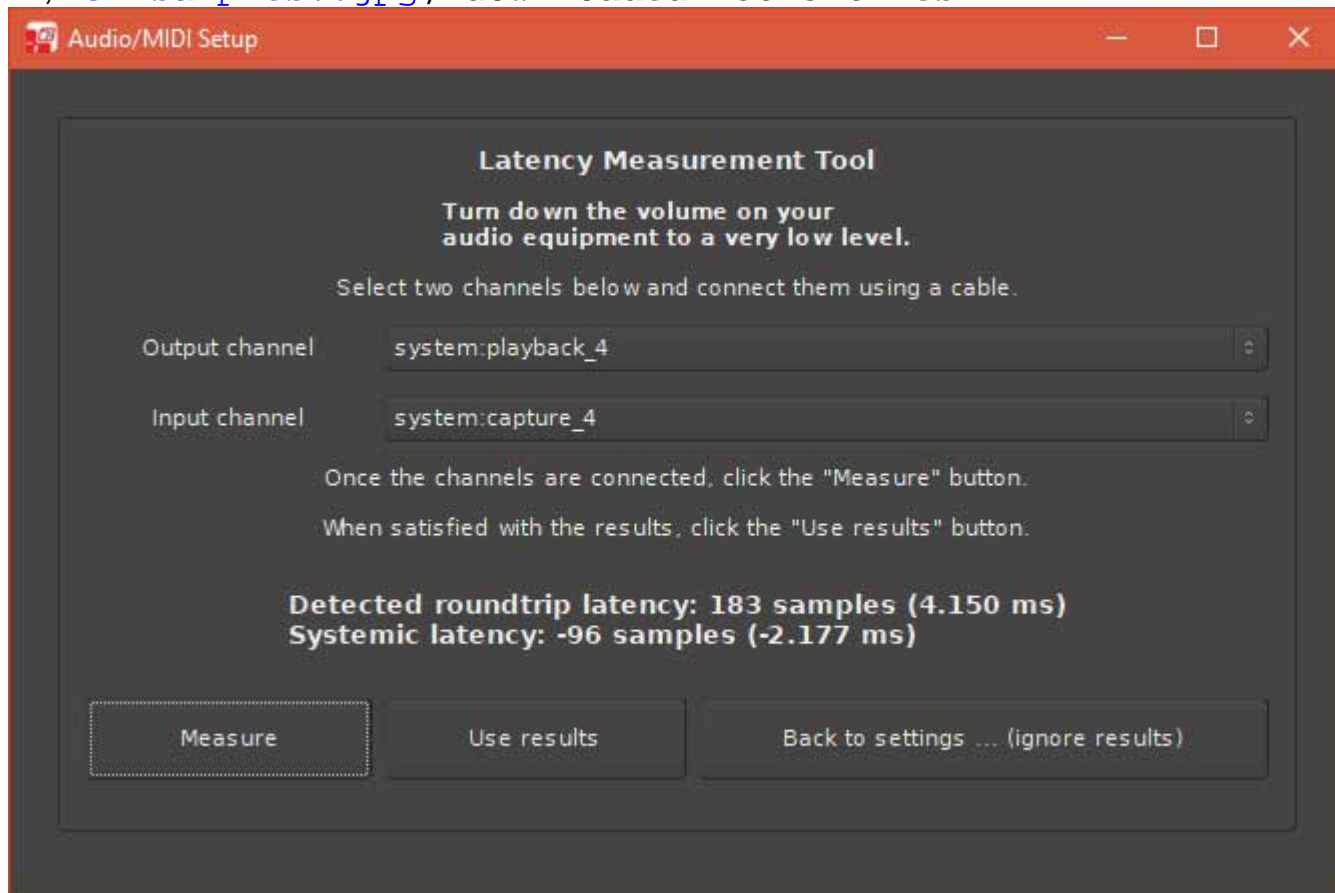 Audio/MIDI Setup
Latency Measurement Tool
Turn down the volume on your
audio equipment to a very low level.
Select two channels below and connect them using a cable.
Output channel system:playback_4
Input channel system:capture_4
Once the channels are connected, click the "Measure" button.
When satisfied with the results, click the "Use results" button.
Detected roundtrip latency: 183 samples (4.150 ms)
Systemic latency: -96 samples (-2.177 ms)
Measure Use results Back to settings ... (ignore results)